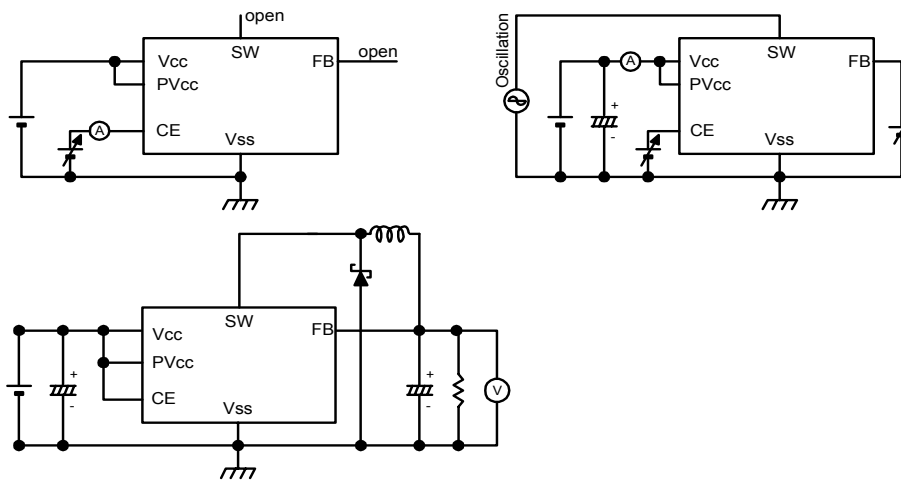 open
SW
FB
open
Vcc
PVcc
A
CE
Vss
Oscillation
SW
FB
A
Vcc
PVcc
+
-
CE
Vss
SW
FB
Vcc
PVcc
CE
Vss
+
-
+
-
V